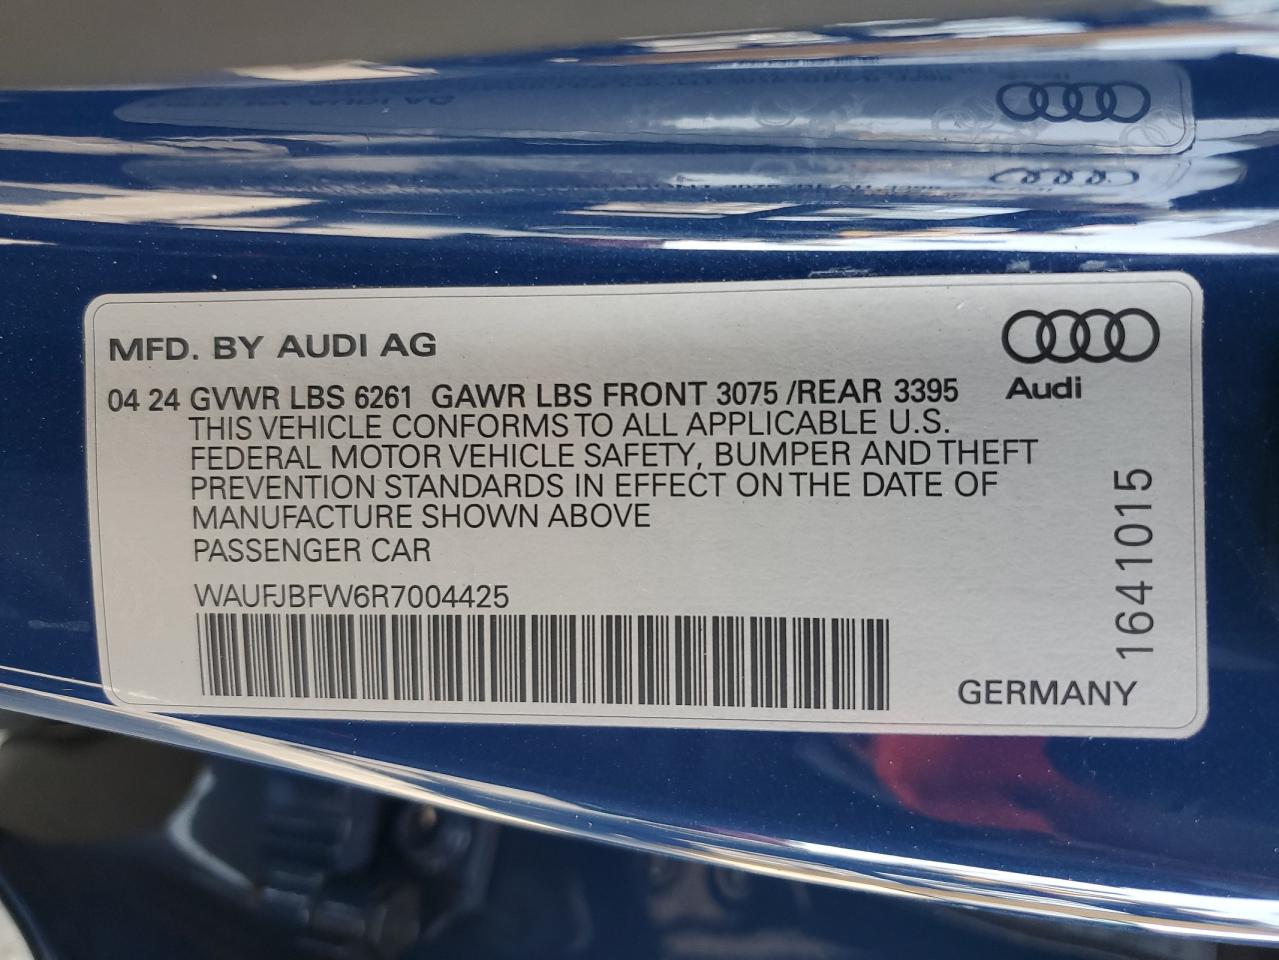 MFD. BY AUDI AG
04 24 GVWR LBS 6261 GAWR LBS FRONT 3075 /REAR 3395
THIS VEHICLE CONFORMS TO ALL APPLICABLE U.S.
FEDERAL MOTOR VEHICLE SAFETY, BUMPER AND THEFT
PREVENTION STANDARDS IN EFFECT ON THE DATE OF
MANUFACTURE SHOWN ABOVE
PASSENGER CAR
WAUFJBFW6R7004425
Audi
1641015
GERMANY